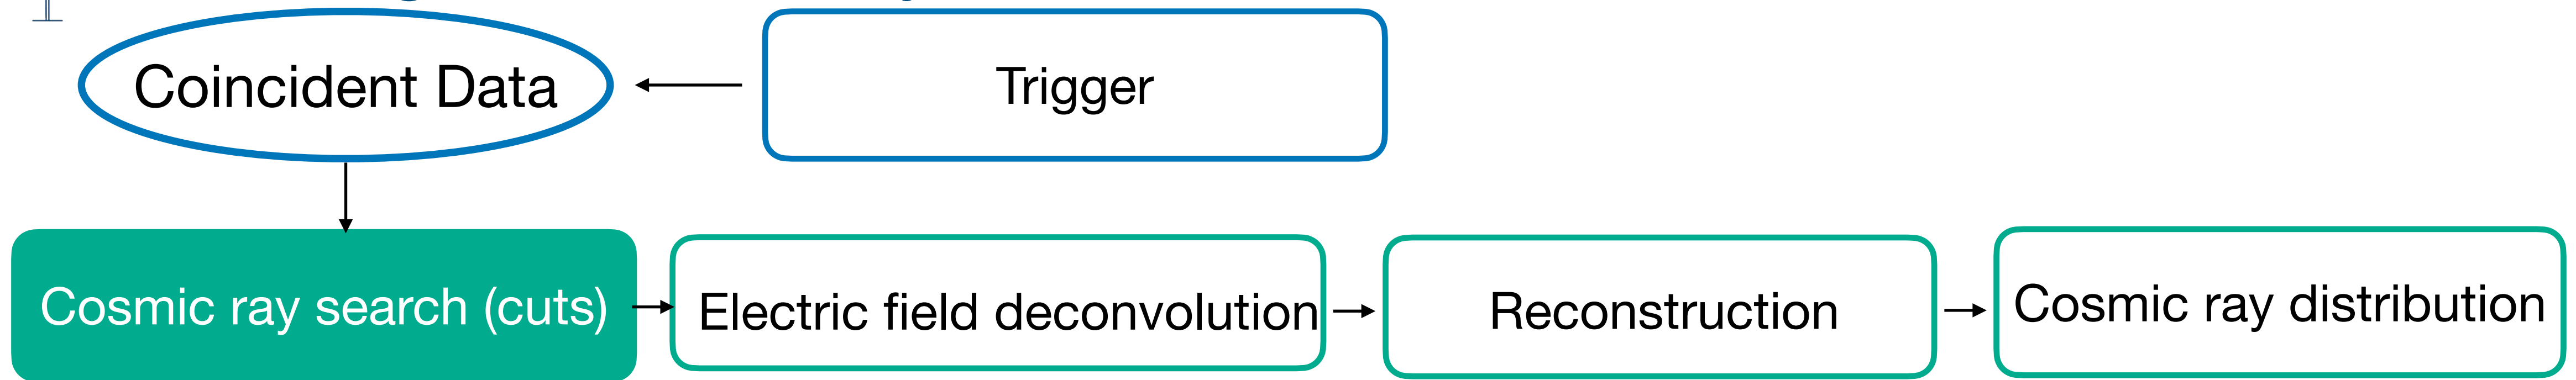 Coincident Data
Trigger
Cosmic ray search (cuts)
Electric field deconvolution
Reconstruction
Cosmic ray distribution